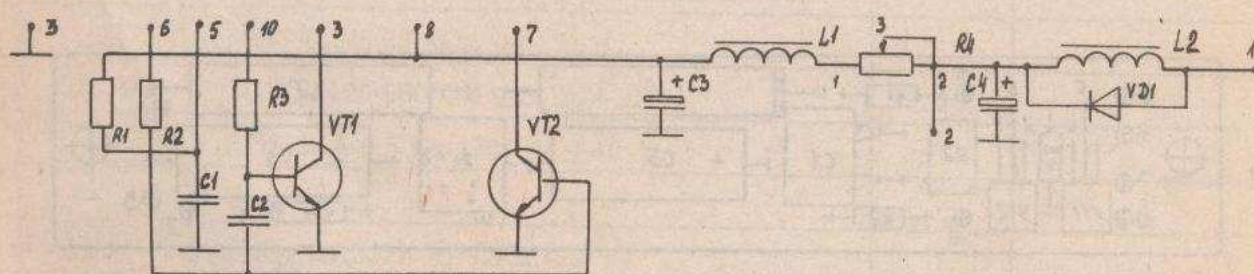 3 6 5 10 3 8 7 L1 3 R4 L2 1
+ C3 1 2 C4 + VD1
R1 R2 R3 VT1 VT2 2
C1 C2